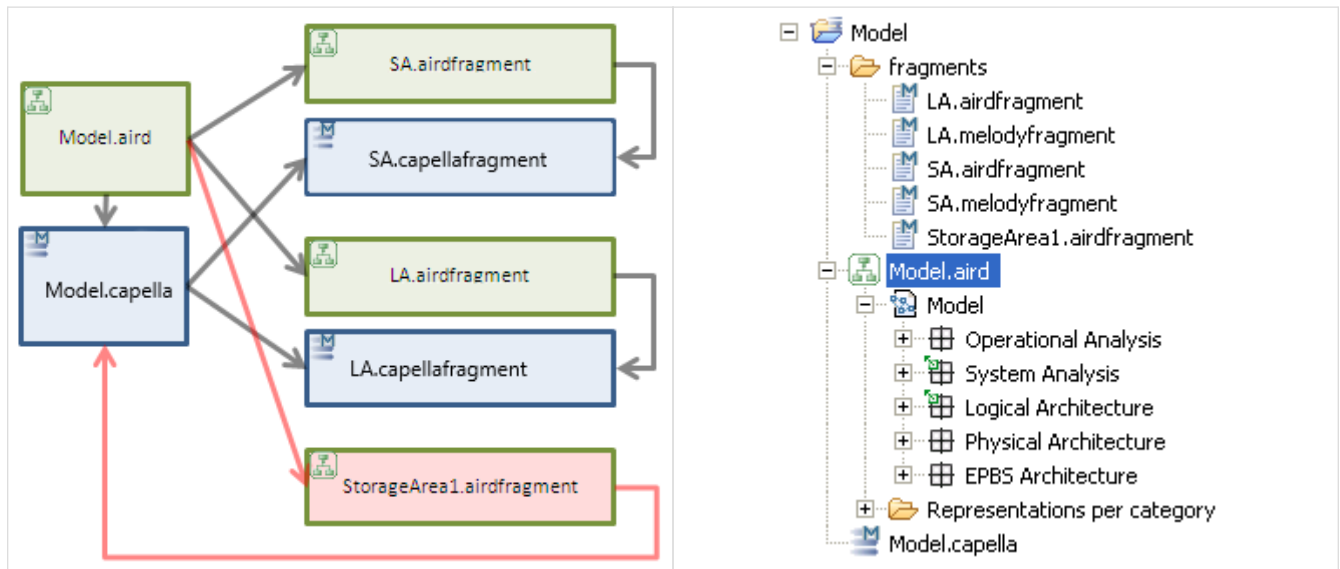 SA.airdfragment
Model.aird
SA.capellafragment
Model.capella
LA.airdfragment
LA.capellafragment
StorageArea1.airdfragment
Model
fragments
LA.airdfragment
LA.melodyfragment
SA.airdfragment
SA.melodyfragment
StorageArea1.airdfragment
Model.aird
Model
Operational Analysis
System Analysis
Logical Architecture
Physical Architecture
EPBS Architecture
Representations per category
Model.capella